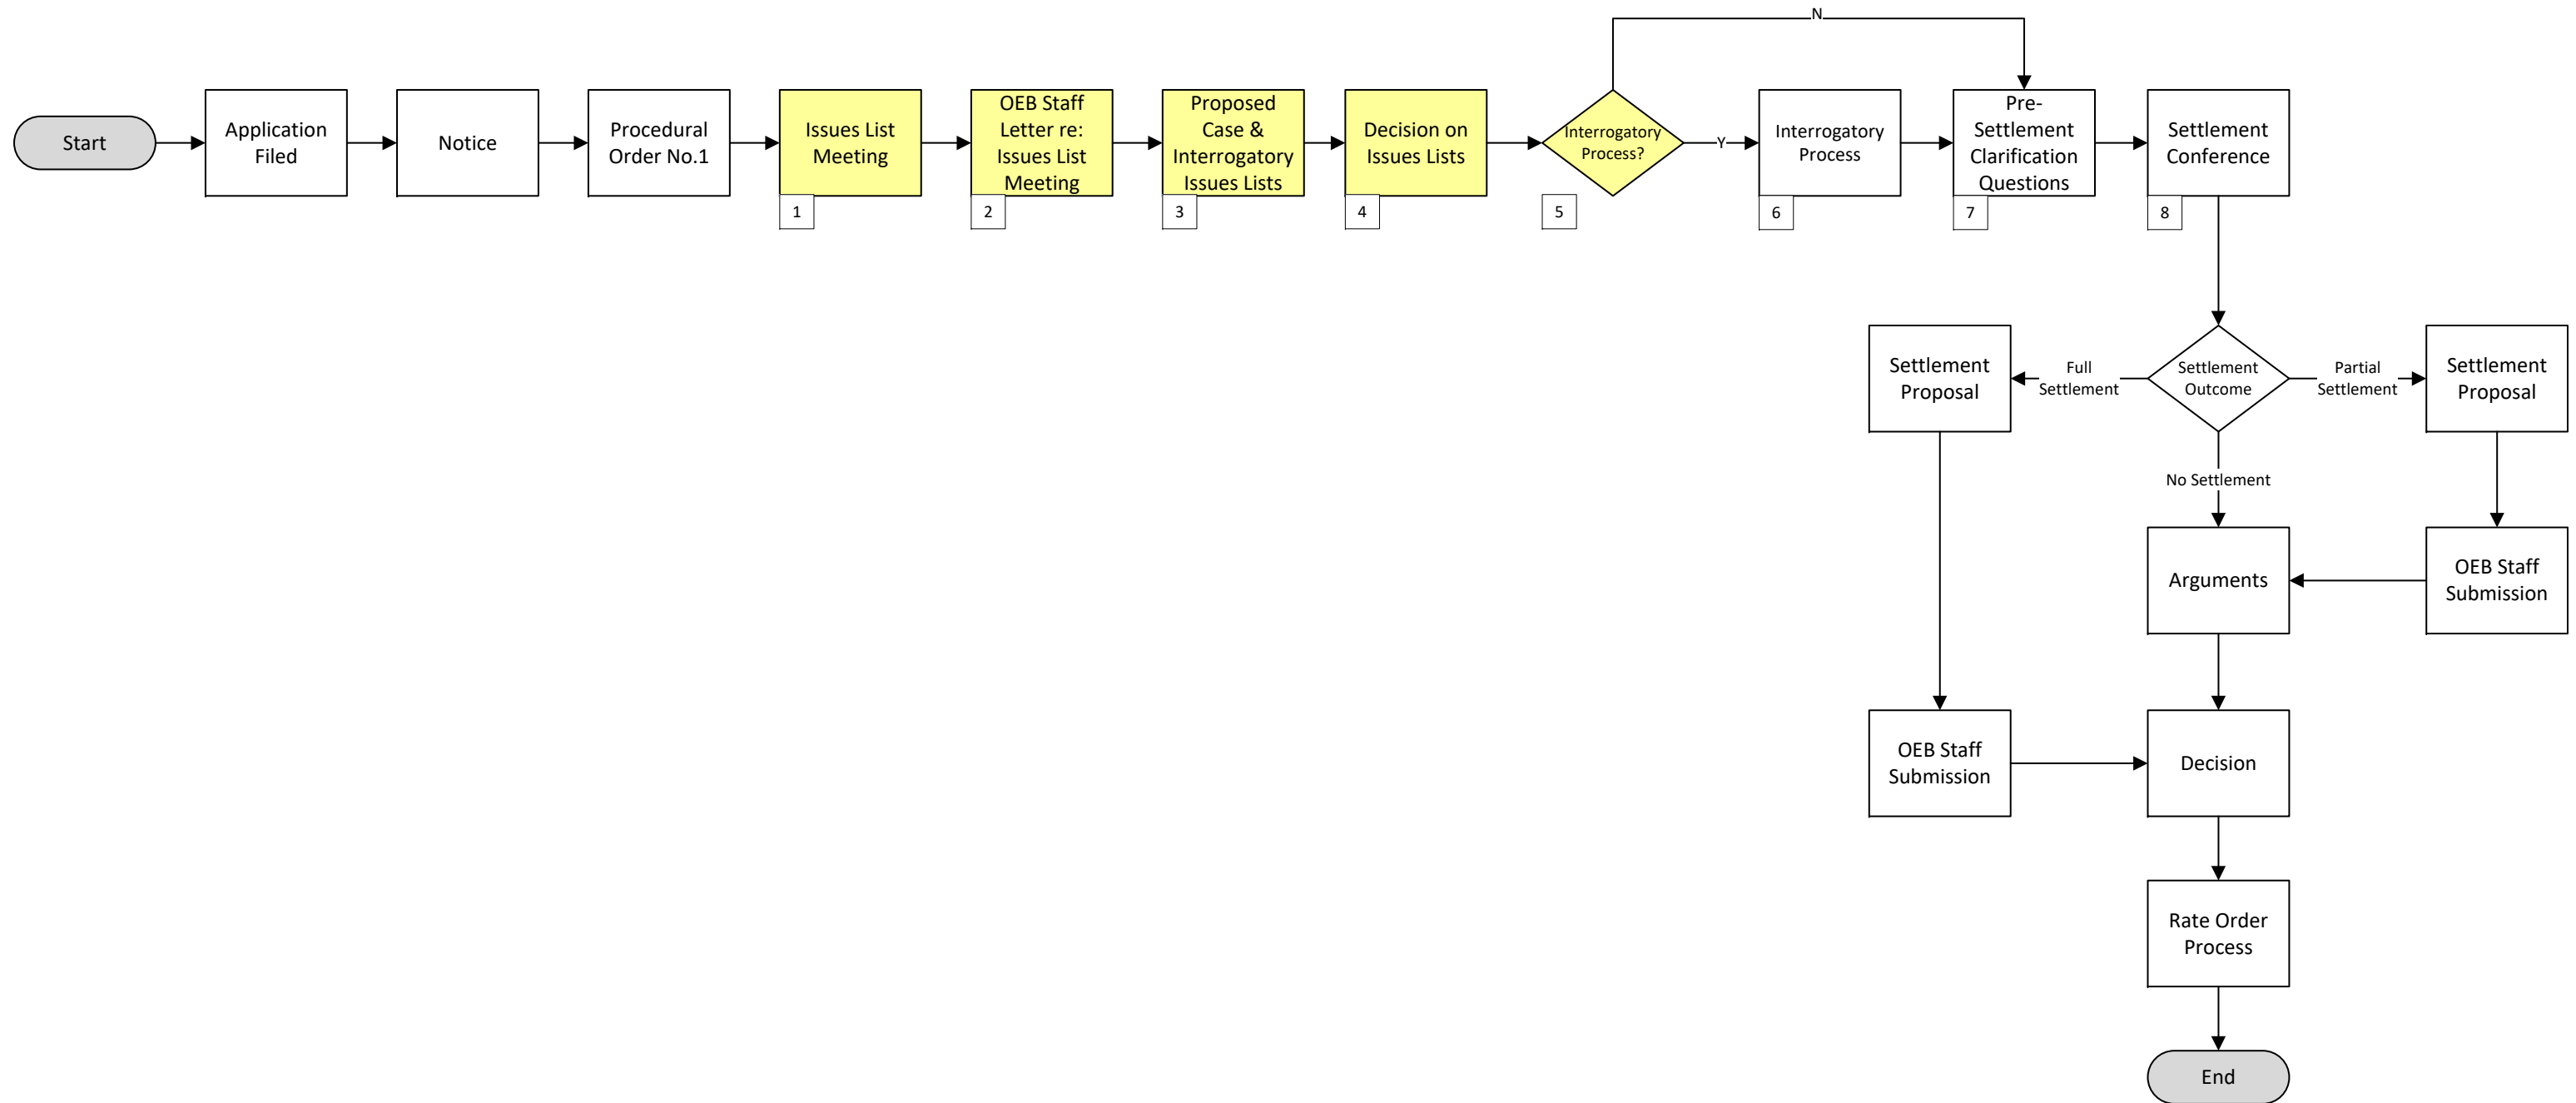 N
Start
Application
Filed
Notice
Procedural
Order No.1
Issues List
Meeting
OEB Staff
Letter re:
Issues List
Meeting
Proposed
Case &
Interrogatory
Issues Lists
Decision on
Issues Lists
Interrogatory
Process?
Y
Interrogatory
Process
Pre-
Settlement
Clarification
Questions
Settlement
Conference
1
2
3
4
5
6
7
8
Settlement
Proposal
Full
Settlement
Settlement
Outcome
Partial
Settlement
Settlement
Proposal
No Settlement
Arguments
OEB Staff
Submission
OEB Staff
Submission
Decision
Rate Order
Process
End